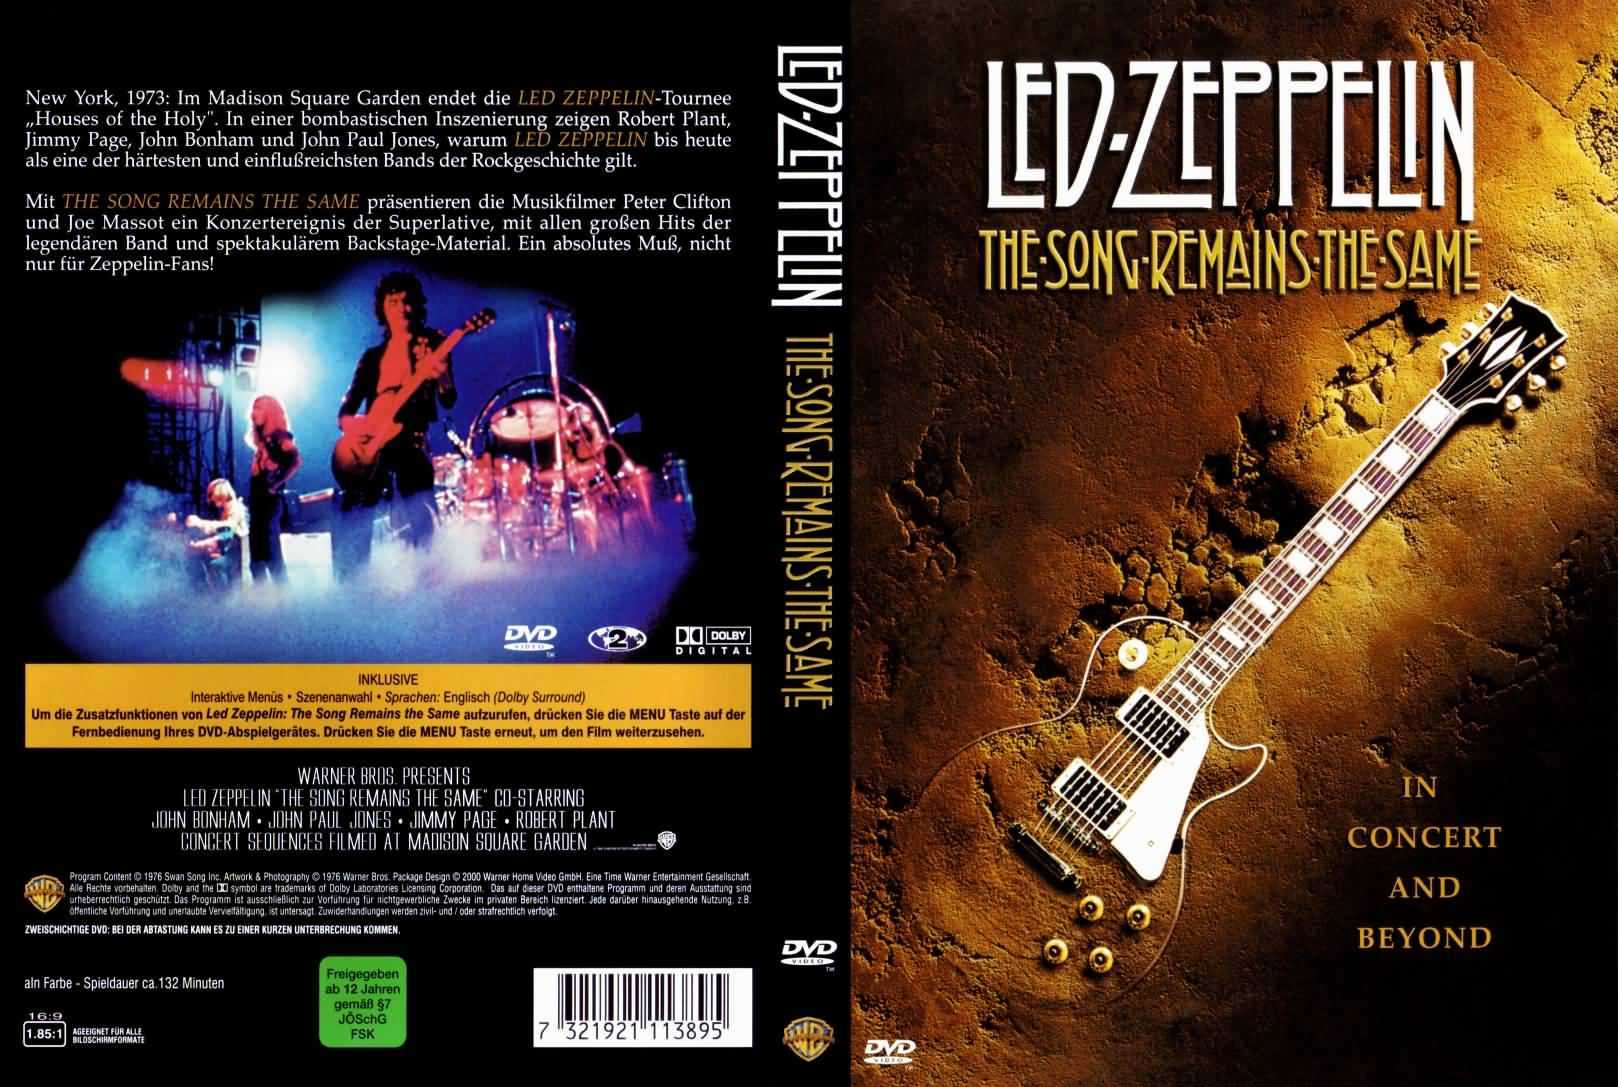 New York, 1973: Im Madison Square Garden endet die LED ZEPPELIN-Tournee
„Houses of the Holy". In einer bombastischen Inszenierung zeigen Robert Plant,
Jimmy Page, John Bonham und John Paul Jones, warum LED ZEPPELIN bis heute
als eine der härtesten und einflußreichsten Bands der Rockgeschichte gilt.
Mit THE SONG REMAINS THE SAME präsentieren die Musikfilmer Peter Clifton
und Joe Massot ein Konzertereignis der Superlative, mit allen großen Hits der
legendären Band und spektakulärem Backstage-Material. Ein absolutes Muß, nicht
nur für Zeppelin-Fans!
DVD
VIDEO
TM
2
DOLBY
DIGITAL
INKLUSIVE
Interaktive Menüs • Szenenanwahl • Sprachen: Englisch (Dolby Surround)
Um die Zusatzfunktionen von Led Zeppelin: The Song Remains the Same aufzurufen, drücken Sie die MENU Taste auf der
Fernbedienung Ihres DVD-Abspielgerätes. Drücken Sie die MENU Taste erneut, um den Film weiterzusehen.
WARNER BROS. PRESENTS
LED ZEPPELIN "THE SONG REMAINS THE SAME" CO-STARRING
JOHN BONHAM • JOHN PAUL JONES • JIMMY PAGE • ROBERT PLANT
CONCERT SEQUENCES FILMED AT MADISON SQUARE GARDEN
Program Content © 1976 Swan Song Inc. Artwork & Photography © 1976 Warner Bros. Package Design © 2000 Warner Home Video GmbH. Eine Time Warner Entertainment Gesellschaft.
Alle Rechte vorbehalten. Dolby and the DD symbol are trademarks of Dolby Laboratories Licensing Corporation. Das auf dieser DVD enthaltene Programm und deren Ausstattung sind
urheberrechtlich geschützt. Das Programm ist ausschließlich zur Vorführung für nichtgewerbliche Zwecke im privaten Bereich lizenziert. Jede darüber hinausgehende Nutzung, z.B.
öffentliche Vorführung und unerlaubte Vervielfältigung, ist untersagt. Zuwiderhandlungen werden zivil- und / oder strafrechtlich verfolgt.
ZWEISCHICHTIGE DVD: BEI DER ABTASTUNG KANN ES ZU EINER KURZEN UNTERBRECHUNG KOMMEN.
aIn Farbe - Spieldauer ca.132 Minuten
16:9
1.85:1
AGEEIGNET FÜR ALLE
BILDSCHIRMFORMATE
Freigegeben
ab 12 Jahren
gemäß §7
JÖSchG
FSK
7 321921 113895
LED·ZEPPELIN
THE·SONG·REMAINS·THE·SAME
DVD
VIDEO
TM
LED-ZEPPELIN
THE·SONG·REMAINS·THE·SAME
IN
CONCERT
AND
BEYOND
DVD
VIDEO